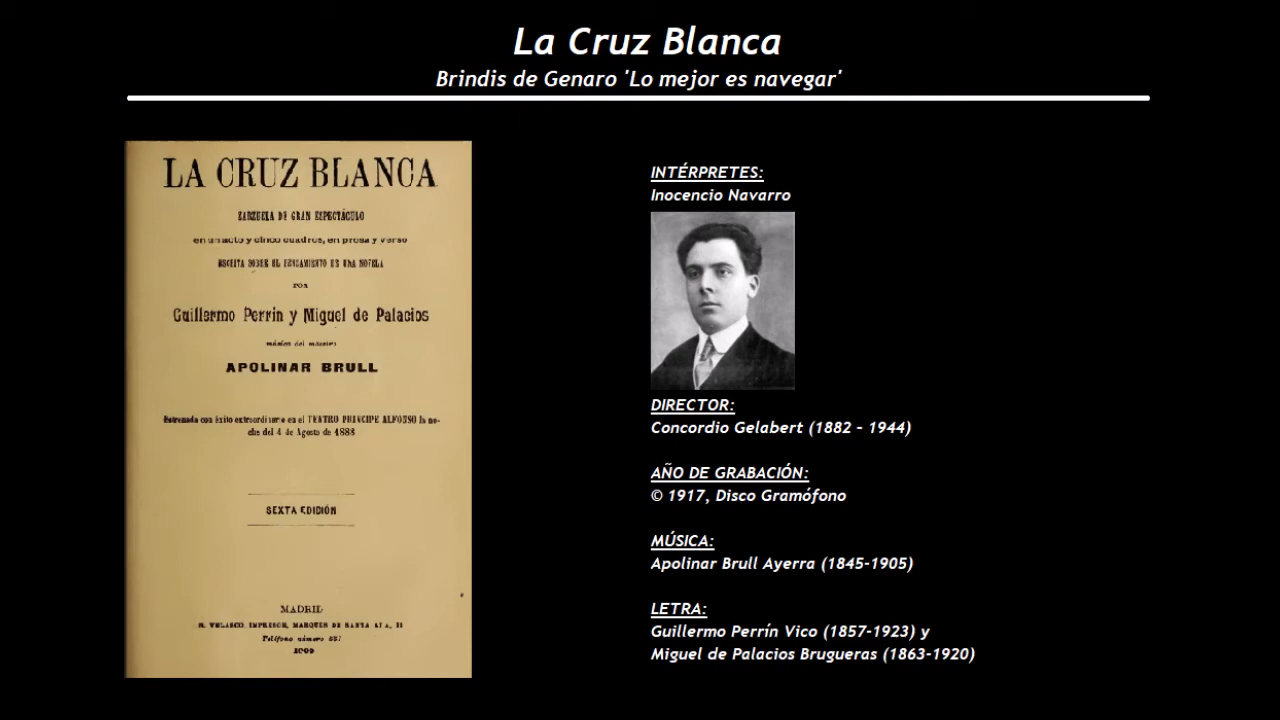 La Cruz Blanca
Brindis de Genaro 'Lo mejor es navegar'
LA CRUZ BLANCA
ZARZUELA DE GRAN ESPECTÁCULO
en un acto y cinco cuadros, en prosa y verso
ESCRITA SOBRE EL PENSAMIENTO DE UNA NOVELA
POR
Guillermo Perrin y Miguel de Palacios
música del maestro
APOLINAR BRULL
Estrenada con éxito extraordinario en el TEATRO PRINCIPE ALFONSO la no-
che del 4 de Agosto de 1888
SEXTA EDICIÓN
MADRID
R. VELASCO, IMPRESOR, MARQUÉS DE SANTA ANA, 11
Teléfono número 551
INTÉRPRETES:
Inocencio Navarro
DIRECTOR:
Concordio Gelabert (1882 - 1944)
AÑO DE GRABACIÓN:
© 1917, Disco Gramófono
MÚSICA:
Apolinar Brull Ayerra (1845-1905)
LETRA:
Guillermo Perrín Vico (1857-1923) y
Miguel de Palacios Brugueras (1863-1920)